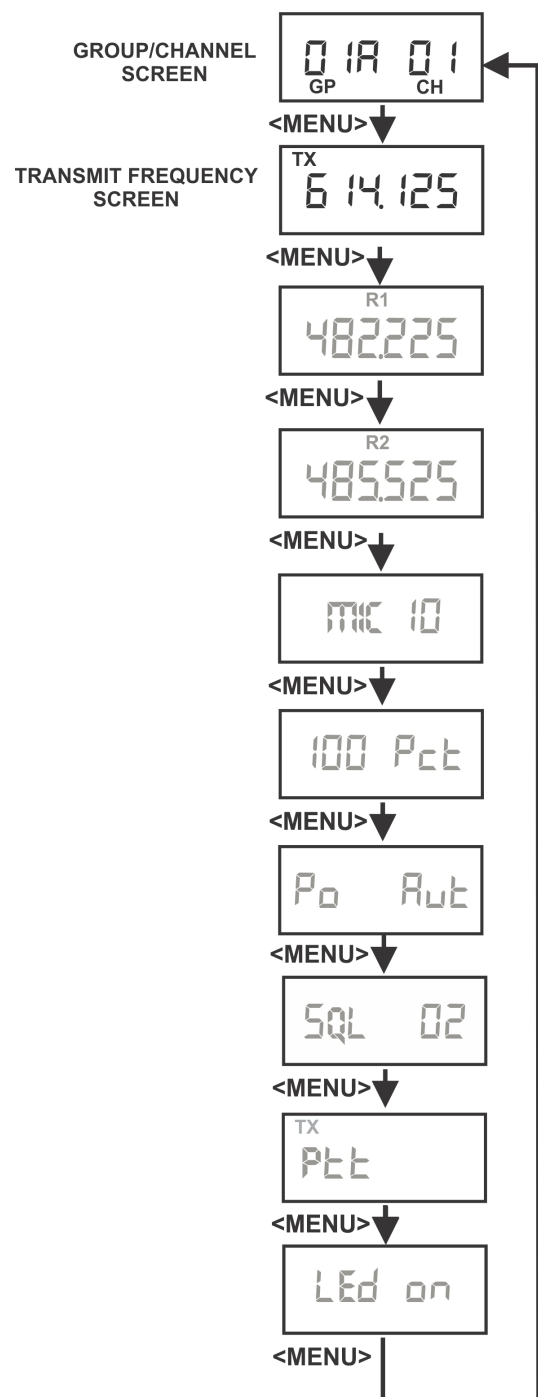 GROUP/CHANNEL
SCREEN
01A 01
GP CH
<MENU>
TRANSMIT FREQUENCY
SCREEN
TX
614.125
<MENU>
R1
482.225
<MENU>
R2
485.525
<MENU>
MIC 10
<MENU>
100 Pct
<MENU>
Po Aut
<MENU>
SQL 02
<MENU>
TX
Ptt
<MENU>
LEd on
<MENU>